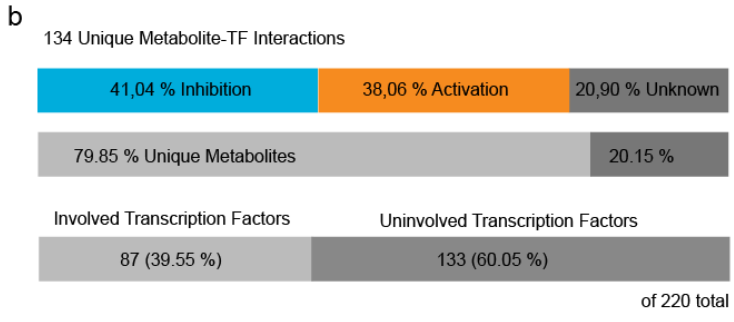 b
134 Unique Metabolite-TF Interactions
41,04 % Inhibition 38,06 % Activation 20,90 % Unknown
79.85 % Unique Metabolites 20.15 %
Involved Transcription Factors Uninvolved Transcription Factors
87 (39.55 %) 133 (60.05 %)
of 220 total